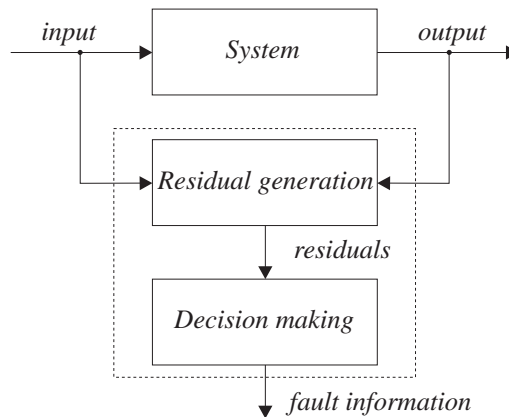 input
output
System
Residual generation
residuals
Decision making
fault information